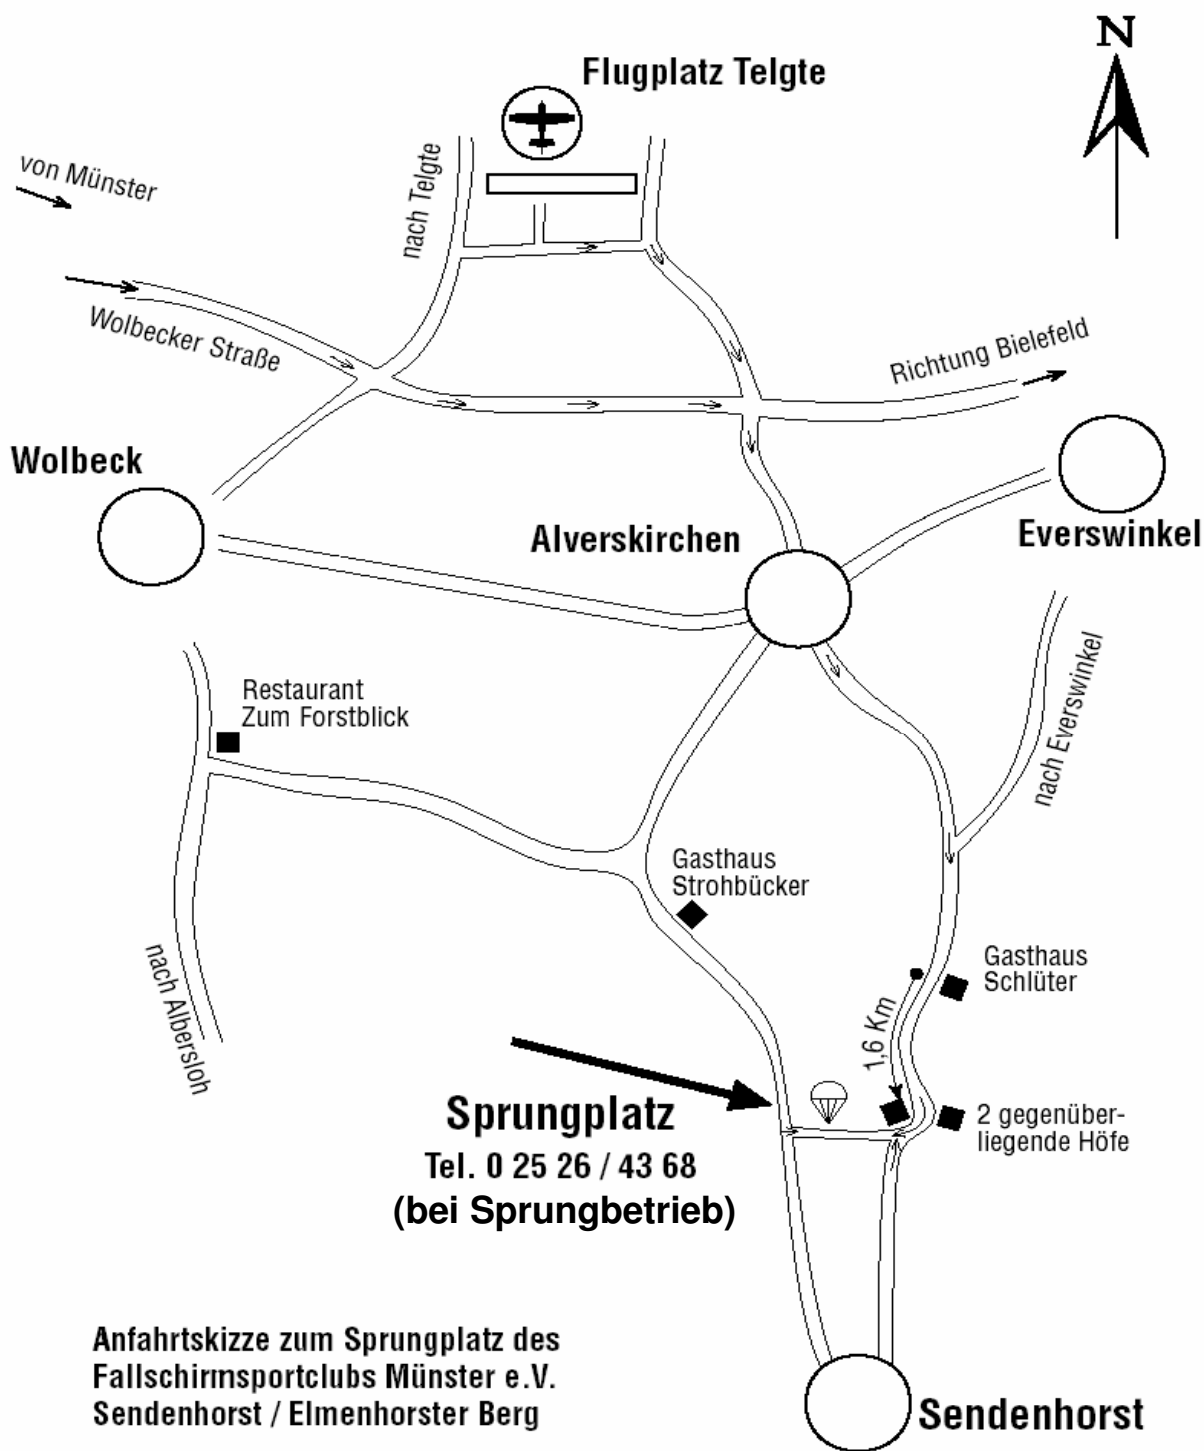 N
Flugplatz Telgte
von Münster
nach Telgte
Wolbecker Straße
Richtung Bielefeld
Wolbeck
Alverskirchen
Everswinkel
Restaurant
Zum Forstblick
nach Everswinkel
Gasthaus
Strohbücker
nach Albersloh
Gasthaus
Schlüter
1,6 Km
Sprungplatz
Tel. 0 25 26 / 43 68
(bei Sprungbetrieb)
2 gegenüber-
liegende Höfe
Anfahrtskizze zum Sprungplatz des
Fallschirmsportclubs Münster e.V.
Sendenhorst / Elmenhorster Berg
Sendenhorst